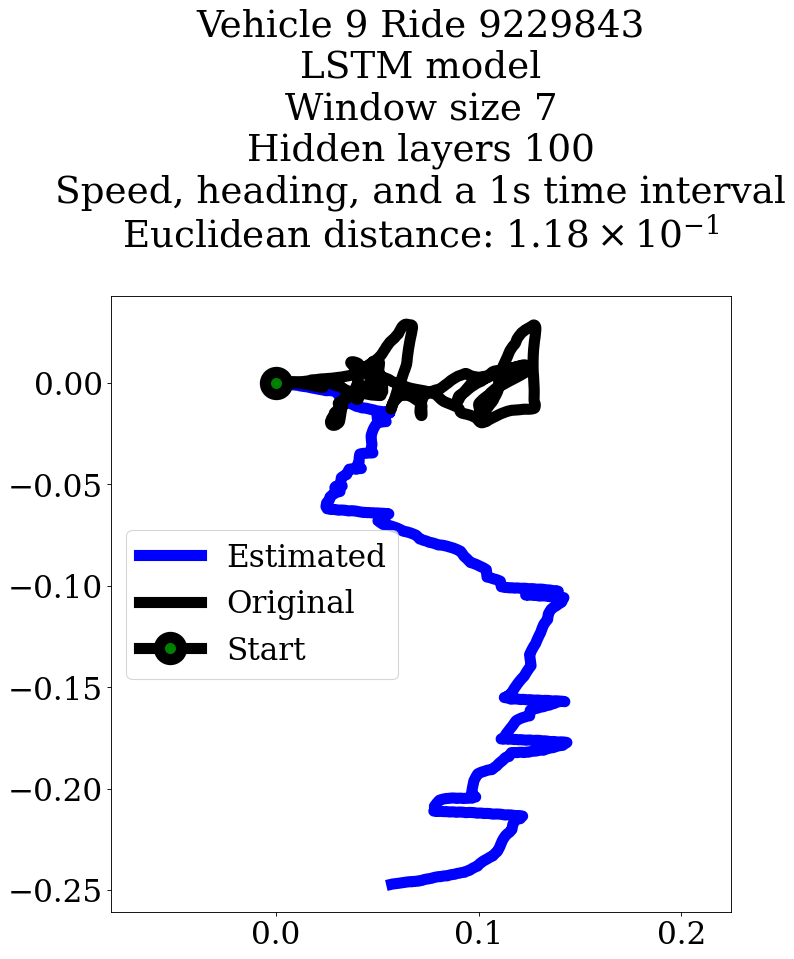 Vehicle 9 Ride 9229843
LSTM model
Window size 7
Hidden layers 100
Speed, heading, and a 1s time interval
Euclidean distance: 1.18 × 10⁻¹
0.00
−0.05
−0.10
−0.15
−0.20
−0.25
Estimated
Original
Start
0.0 0.1 0.2